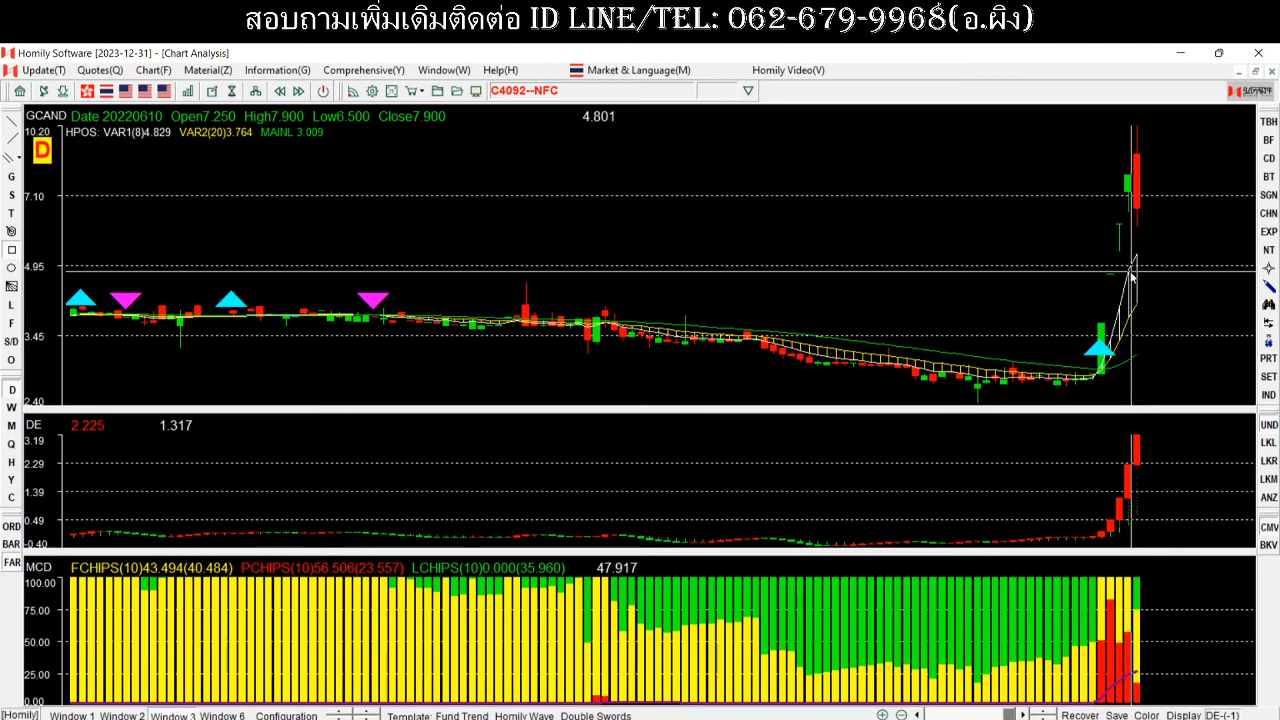 สอบถามเพิ่มเติมติดต่อ ID LINE/TEL: 062-679-9968(อ.ผิง)
Homily Software [2023-12-31] - [Chart Analysis]
Update(T) Quotes(Q) Chart(F) Material(Z) Information(G) Comprehensive(Y) Window(W) Help(H) Market & Language(M) Homily Video(V)
C4092--NFC
GCAND Date 20220610 Open7.250 High7.900 Low6.500 Close7.900 4.801
10.20 HPOS: VAR1(8)4.829 VAR2(20)3.764 MAINL 3.009
D
7.10
4.95
3.45
2.40
DE 2.225 1.317
3.19
2.29
1.39
0.49
-0.40
MCD FCHIPS(10)43.494(40.484) PCHIPS(10)56.506(23.557) LCHIPS(10)0.000(35.960) 47.917
100.00
75.00
50.00
25.00
0.00
G
S
T
L
F
S/D
O
D
W
M
Q
H
Y
C
ORD
BAR
FAR
TBH
BF
CD
BT
SGN
CHN
EXP
NT
PRT
SET
IND
UND
LKL
LKR
LKM
ANZ
CMV
BKV
[Homily] Window 1 Window 2 Window 3 Window 6 Configuration Template: Fund Trend Homily Wave Double Swords Recover Save Color Display DE-(-1)